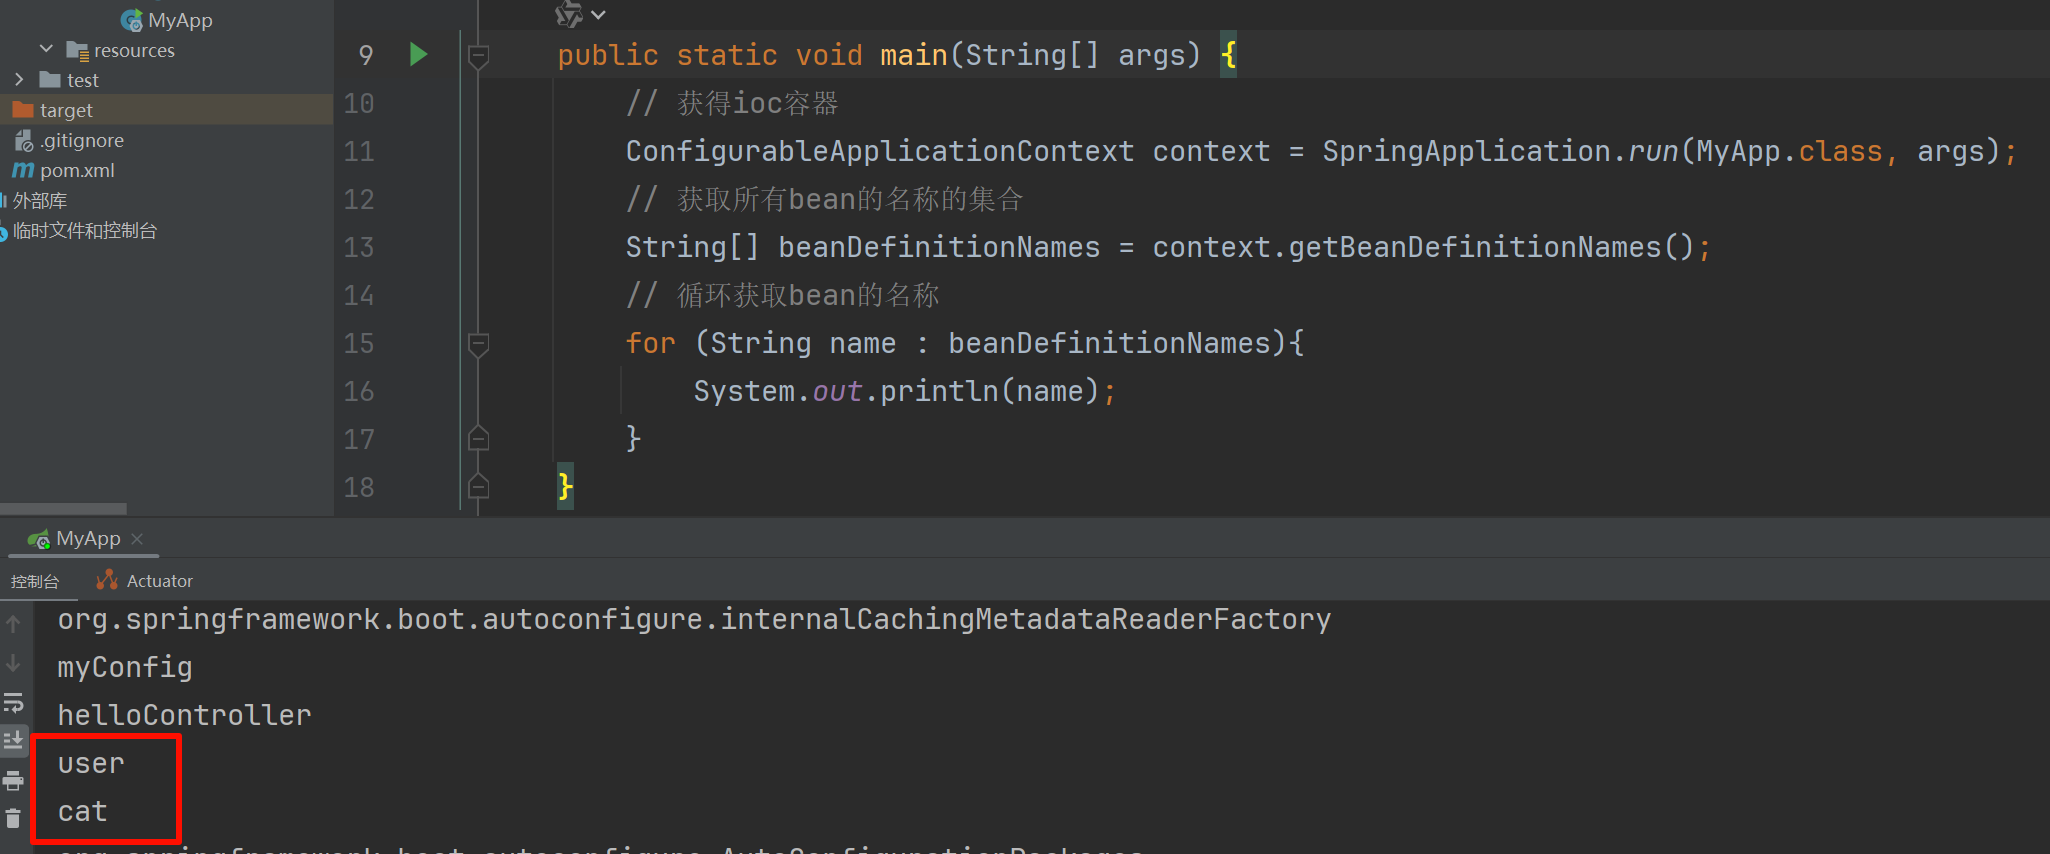 MyApp
resources
test
target
.gitignore
pom.xml
外部库
临时文件和控制台
9 public static void main(String[] args) {
10 // 获得ioc容器
11 ConfigurableApplicationContext context = SpringApplication.run(MyApp.class, args);
12 // 获取所有bean的名称的集合
13 String[] beanDefinitionNames = context.getBeanDefinitionNames();
14 // 循环获取bean的名称
15 for (String name : beanDefinitionNames){
16 System.out.println(name);
17 }
18 }
MyApp
控制台 Actuator
org.springframework.boot.autoconfigure.internalCachingMetadataReaderFactory
myConfig
helloController
user
cat
org.springframework.boot.autoconfigure.AutoConfigurationPackages